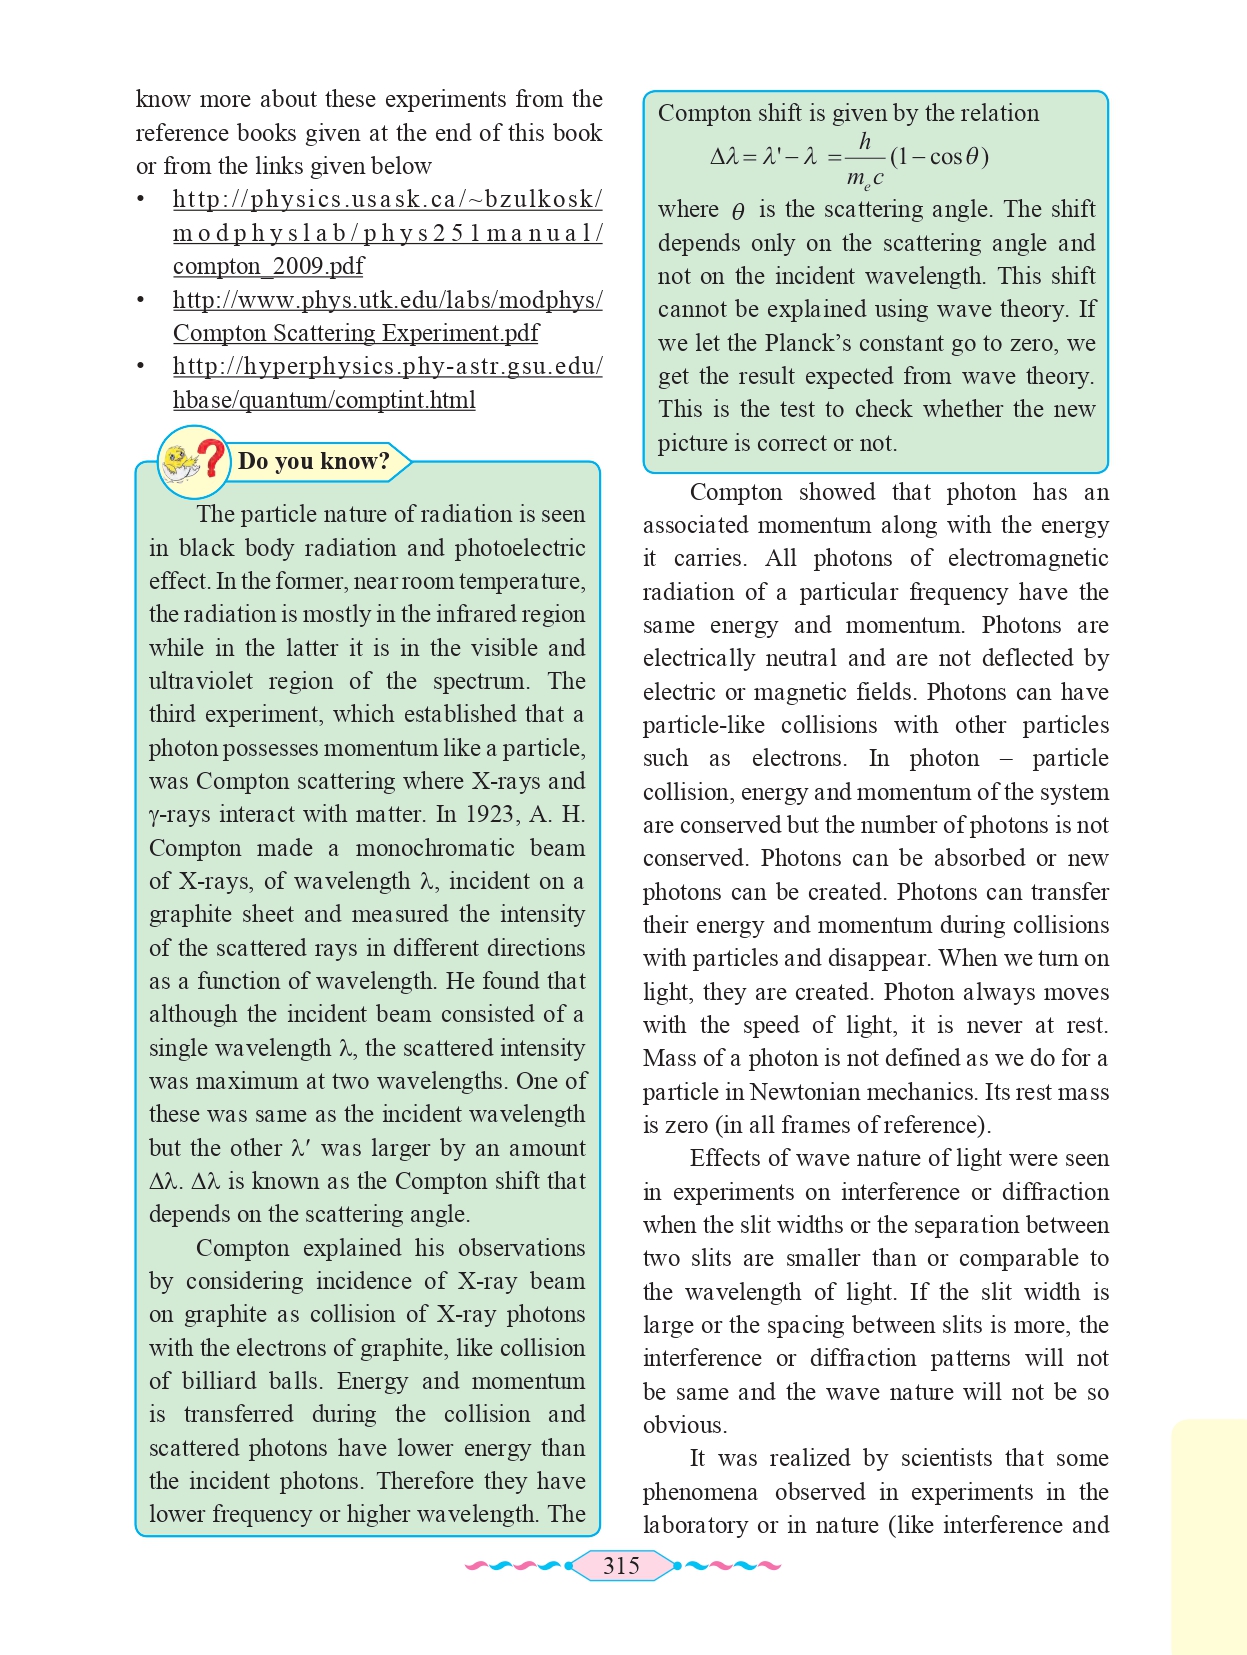 know more about these experiments from the
reference books given at the end of this book
or from the links given below
• http://physics.usask.ca/~bzulkosk/
modphyslab/phys251manual/
compton_2009.pdf
• http://www.phys.utk.edu/labs/modphys/
Compton Scattering Experiment.pdf
• http://hyperphysics.phy-astr.gsu.edu/
hbase/quantum/comptint.html
Do you know?
The particle nature of radiation is seen
in black body radiation and photoelectric
effect. In the former, near room temperature,
the radiation is mostly in the infrared region
while in the latter it is in the visible and
ultraviolet region of the spectrum. The
third experiment, which established that a
photon possesses momentum like a particle,
was Compton scattering where X-rays and
γ-rays interact with matter. In 1923, A. H.
Compton made a monochromatic beam
of X-rays, of wavelength λ, incident on a
graphite sheet and measured the intensity
of the scattered rays in different directions
as a function of wavelength. He found that
although the incident beam consisted of a
single wavelength λ, the scattered intensity
was maximum at two wavelengths. One of
these was same as the incident wavelength
but the other λ′ was larger by an amount
Δλ. Δλ is known as the Compton shift that
depends on the scattering angle.
Compton explained his observations
by considering incidence of X-ray beam
on graphite as collision of X-ray photons
with the electrons of graphite, like collision
of billiard balls. Energy and momentum
is transferred during the collision and
scattered photons have lower energy than
the incident photons. Therefore they have
lower frequency or higher wavelength. The
Compton shift is given by the relation
Δλ = λ' − λ = h/(mₑc) (1 − cos θ)
where θ is the scattering angle. The shift
depends only on the scattering angle and
not on the incident wavelength. This shift
cannot be explained using wave theory. If
we let the Planck’s constant go to zero, we
get the result expected from wave theory.
This is the test to check whether the new
picture is correct or not.
Compton showed that photon has an
associated momentum along with the energy
it carries. All photons of electromagnetic
radiation of a particular frequency have the
same energy and momentum. Photons are
electrically neutral and are not deflected by
electric or magnetic fields. Photons can have
particle-like collisions with other particles
such as electrons. In photon – particle
collision, energy and momentum of the system
are conserved but the number of photons is not
conserved. Photons can be absorbed or new
photons can be created. Photons can transfer
their energy and momentum during collisions
with particles and disappear. When we turn on
light, they are created. Photon always moves
with the speed of light, it is never at rest.
Mass of a photon is not defined as we do for a
particle in Newtonian mechanics. Its rest mass
is zero (in all frames of reference).
Effects of wave nature of light were seen
in experiments on interference or diffraction
when the slit widths or the separation between
two slits are smaller than or comparable to
the wavelength of light. If the slit width is
large or the spacing between slits is more, the
interference or diffraction patterns will not
be same and the wave nature will not be so
obvious.
It was realized by scientists that some
phenomena observed in experiments in the
laboratory or in nature (like interference and
315